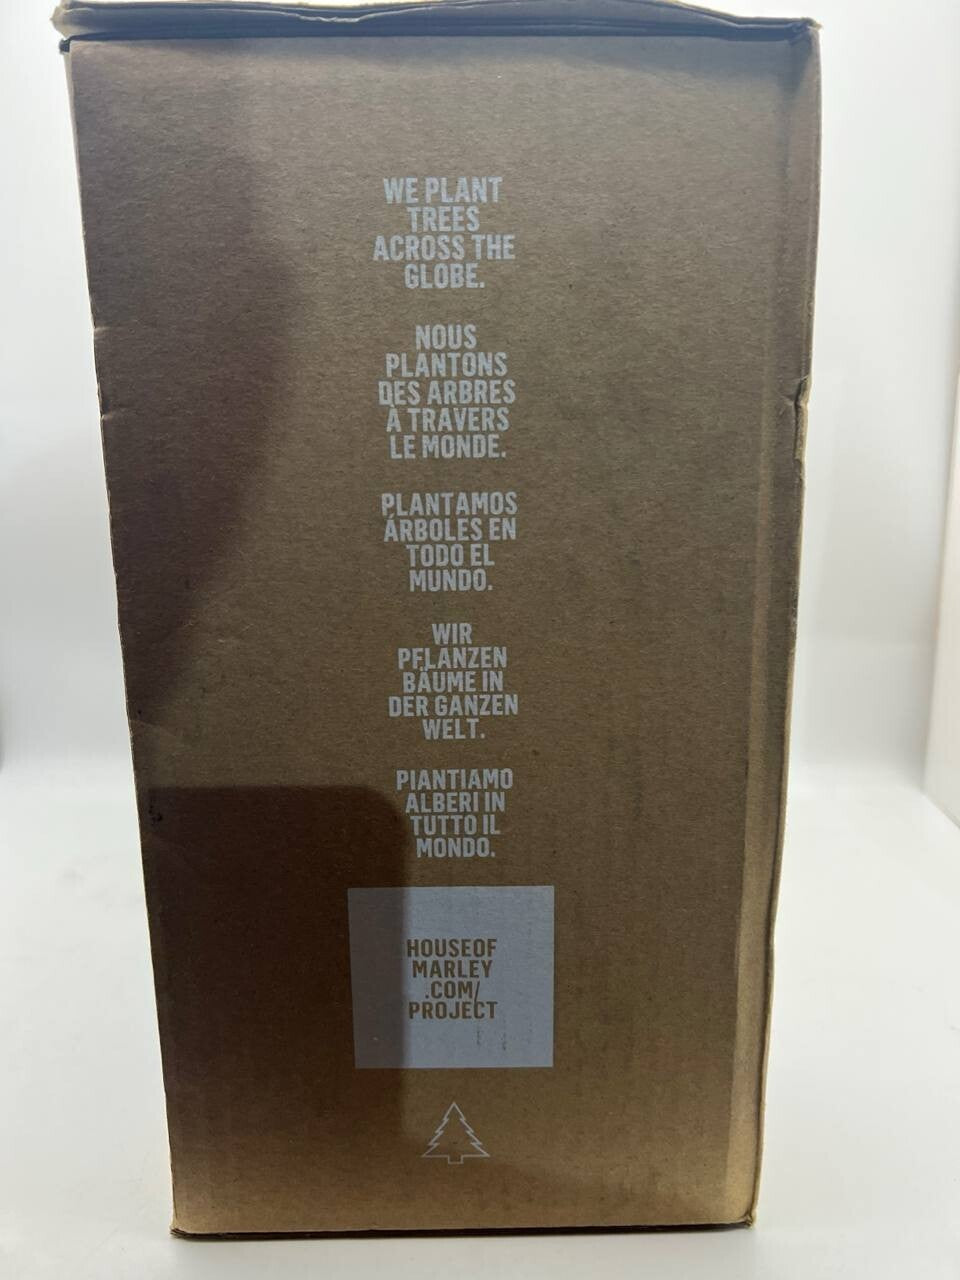 WE PLANT
TREES
ACROSS THE
GLOBE.
NOUS
PLANTONS
DES ARBRES
À TRAVERS
LE MONDE.
PLANTAMOS
ÁRBOLES EN
TODO EL
MUNDO.
WIR
PFLANZEN
BÄUME IN
DER GANZEN
WELT.
PIANTIAMO
ALBERI IN
TUTTO IL
MONDO.
HOUSEOF
MARLEY
.COM/
PROJECT